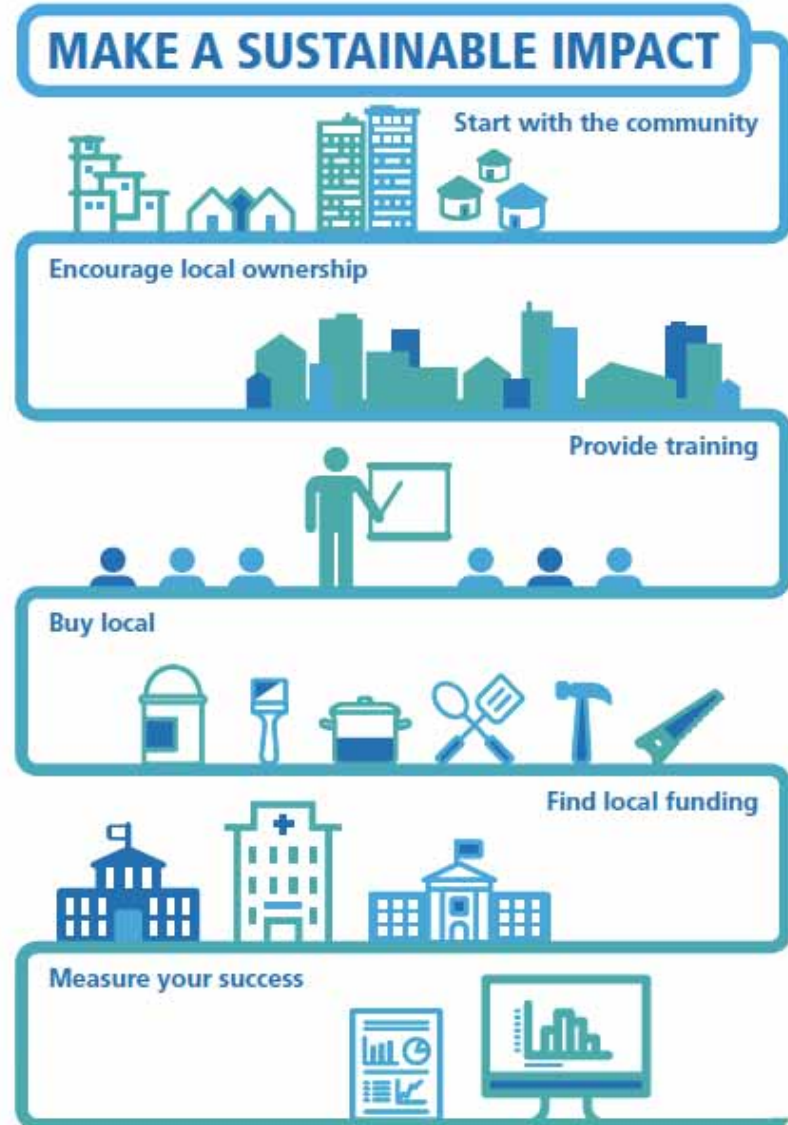 MAKE A SUSTAINABLE IMPACT
Start with the community
Encourage local ownership
Provide training
Buy local
Find local funding
Measure your success